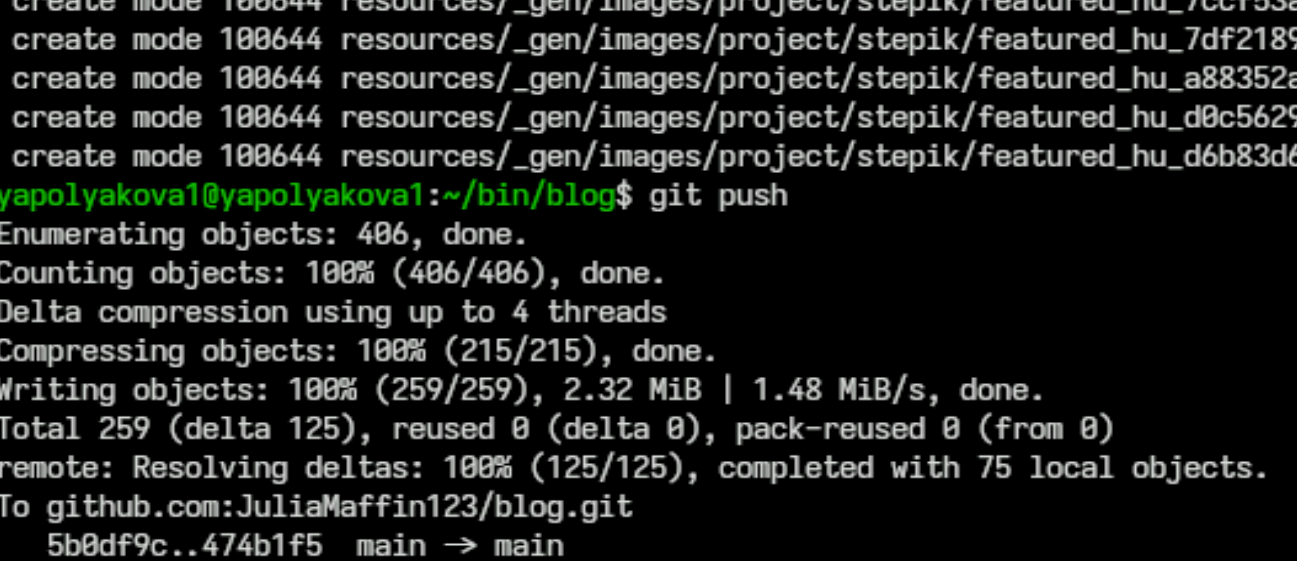 create mode 100644 resources/_gen/images/project/stepik/featured_hu_7ccf53a
create mode 100644 resources/_gen/images/project/stepik/featured_hu_7df2189
create mode 100644 resources/_gen/images/project/stepik/featured_hu_a88352a
create mode 100644 resources/_gen/images/project/stepik/featured_hu_d0c5629
create mode 100644 resources/_gen/images/project/stepik/featured_hu_d6b83d6
yapolyakova1@yapolyakova1:~/bin/blog$ git push
Enumerating objects: 406, done.
Counting objects: 100% (406/406), done.
Delta compression using up to 4 threads
Compressing objects: 100% (215/215), done.
Writing objects: 100% (259/259), 2.32 MiB | 1.48 MiB/s, done.
Total 259 (delta 125), reused 0 (delta 0), pack-reused 0 (from 0)
remote: Resolving deltas: 100% (125/125), completed with 75 local objects.
To github.com:JuliaMaffin123/blog.git
5b0df9c..474b1f5 main -> main